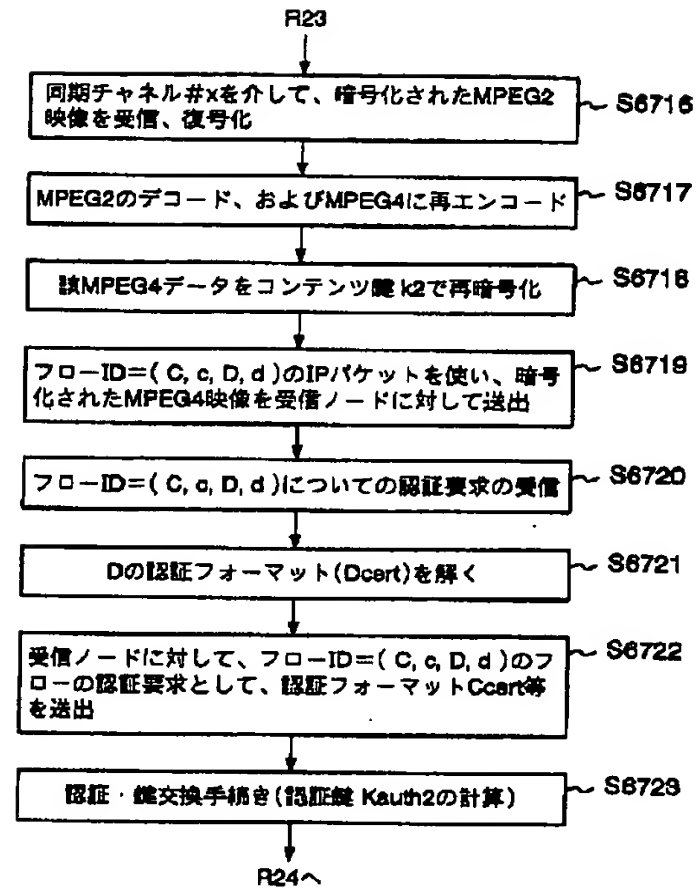 R23
同期チャネル#xを介して、暗号化されたMPEG2
映像を受信、復号化
S6716
MPEG2のデコード、およびMPEG4に再エンコード
S6717
該MPEG4データをコンテンツ鍵 k2で再暗号化
S6718
フローID=( C, c, D, d )のIPパケットを使い、暗号
化されたMPEG4映像を受信ノードに対して送出
S6719
フローID=( C, c, D, d )についての認証要求の受信
S6720
Dの認証フォーマット(Dcert)を解く
S6721
受信ノードに対して、フローID=( C, c, D, d )のフ
ローの認証要求として、認証フォーマットCcert等
を送出
S6722
認証・鍵交換手続き(認証鍵 Kauth2の計算)
S6723
R24へ